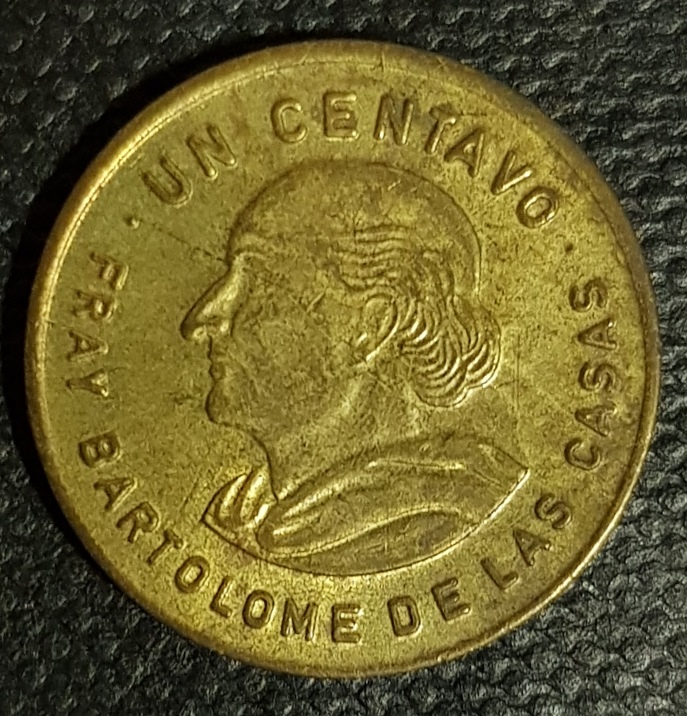 UN CENTAVO
FRAY BARTOLOME DE LAS CASAS